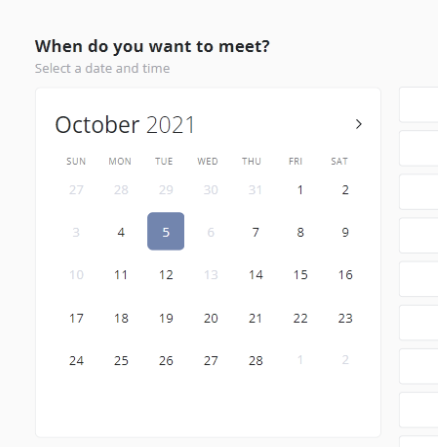 When do you want to meet?
Select a date and time
October 2021
SUN MON TUE WED THU FRI SAT
27 28 29 30 31 1 2
3 4 5 6 7 8 9
10 11 12 13 14 15 16
17 18 19 20 21 22 23
24 25 26 27 28 1 2